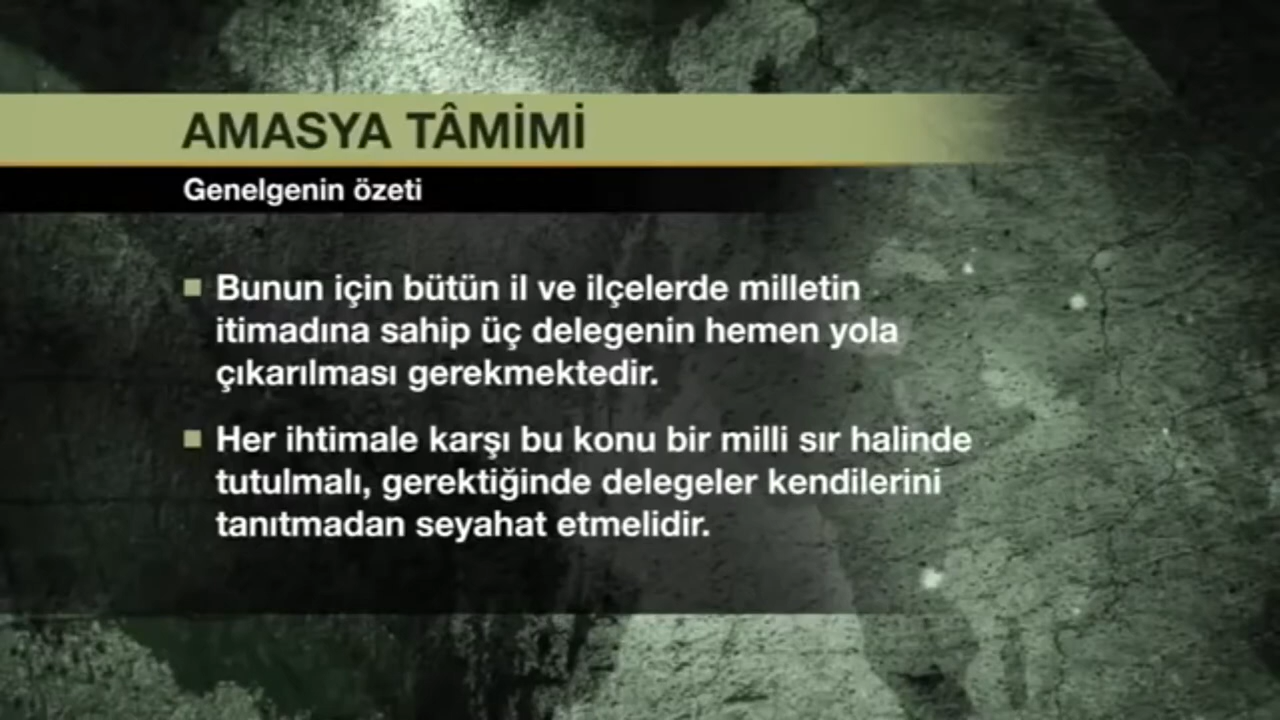 AMASYA TÂMİMİ
Genelgenin özeti
Bunun için bütün il ve ilçelerde milletin
itimadına sahip üç delegenin hemen yola
çıkarılması gerekmektedir.
Her ihtimale karşı bu konu bir milli sır halinde
tutulmalı, gerektiğinde delegeler kendilerini
tanıtmadan seyahat etmelidir.